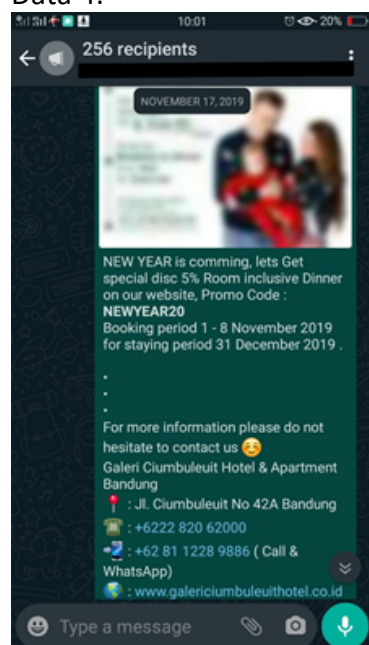 Data 4.
10:01
20%
256 recipients
NOVEMBER 17, 2019
NEW YEAR is comming, lets Get
special disc 5% Room inclusive Dinner
on our website, Promo Code :
NEWYEAR20
Booking period 1 - 8 November 2019
for staying period 31 December 2019 .
.
.
.
For more information please do not
hesitate to contact us ☺️
Galeri Ciumbuleuit Hotel & Apartment
Bandung
📍 : Jl. Ciumbuleuit No 42A Bandung
☎️ : +6222 820 62000
📲 : +62 81 1228 9886 ( Call &
WhatsApp)
🌎 : www.galericiumbuleuithotel.co.id
Type a message